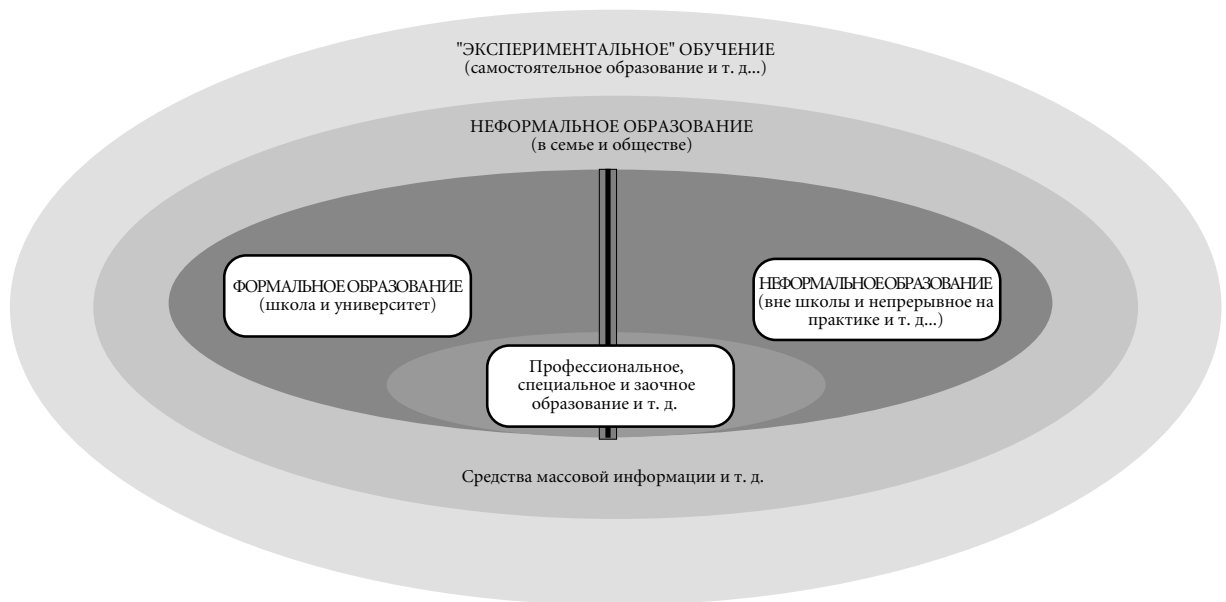 "ЭКСПЕРИМЕНТАЛЬНОЕ" ОБУЧЕНИЕ
(самостоятельное образование и т. д...)
НЕФОРМАЛЬНОЕ ОБРАЗОВАНИЕ
(в семье и обществе)
ФОРМАЛЬНОЕ ОБРАЗОВАНИЕ
(школа и университет)
НЕФОРМАЛЬНОЕ ОБРАЗОВАНИЕ
(вне школы и непрерывное на
практике и т. д...)
Профессиональное,
специальное и заочное
образование и т. д.
Средства массовой информации и т. д.